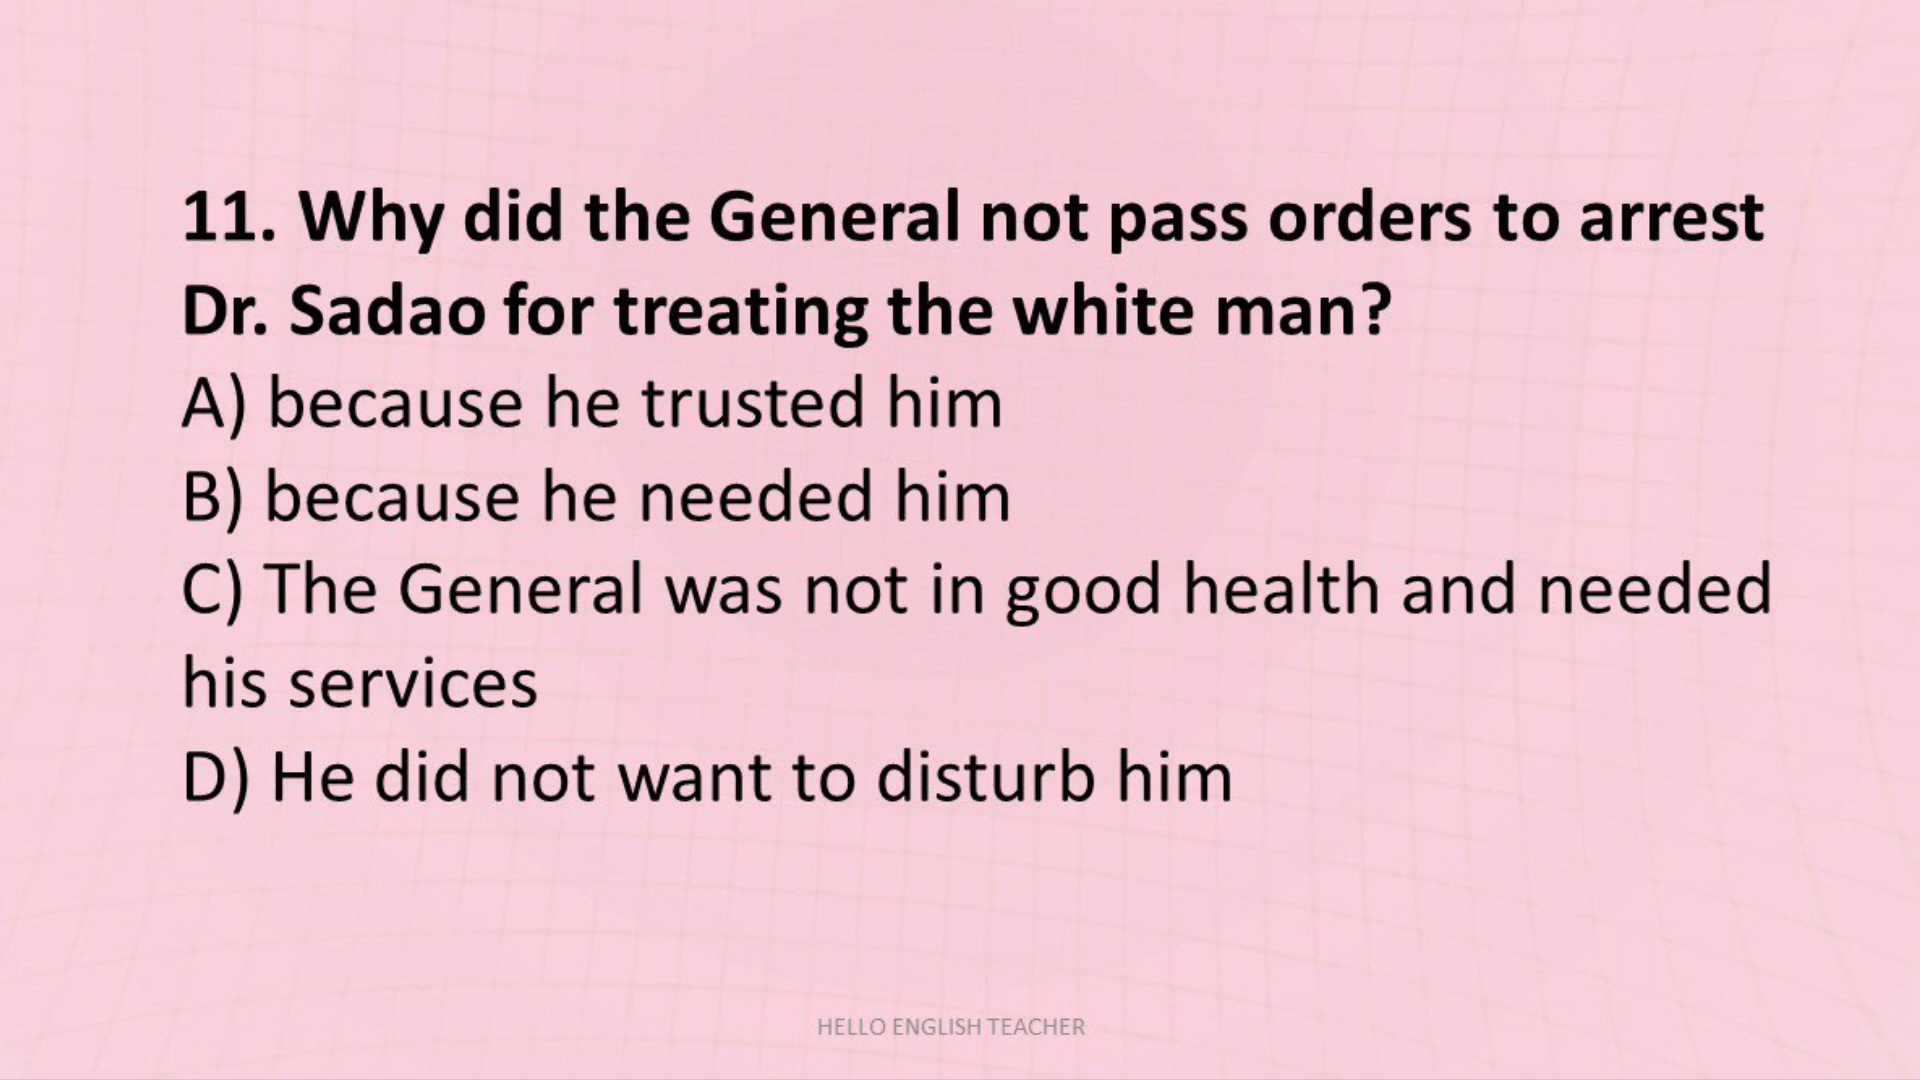 11. Why did the General not pass orders to arrest
Dr. Sadao for treating the white man?
A) because he trusted him
B) because he needed him
C) The General was not in good health and needed
his services
D) He did not want to disturb him
HELLO ENGLISH TEACHER